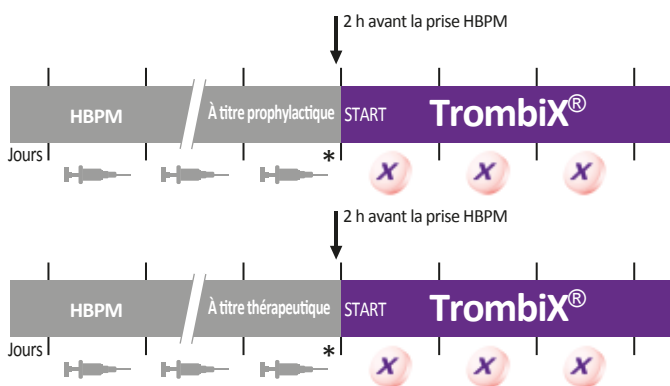 2 h avant la prise HBPM
HBPM À titre prophylactique START TrombiX®
Jours *
X X X
2 h avant la prise HBPM
HBPM À titre thérapeutique START TrombiX®
Jours *
X X X